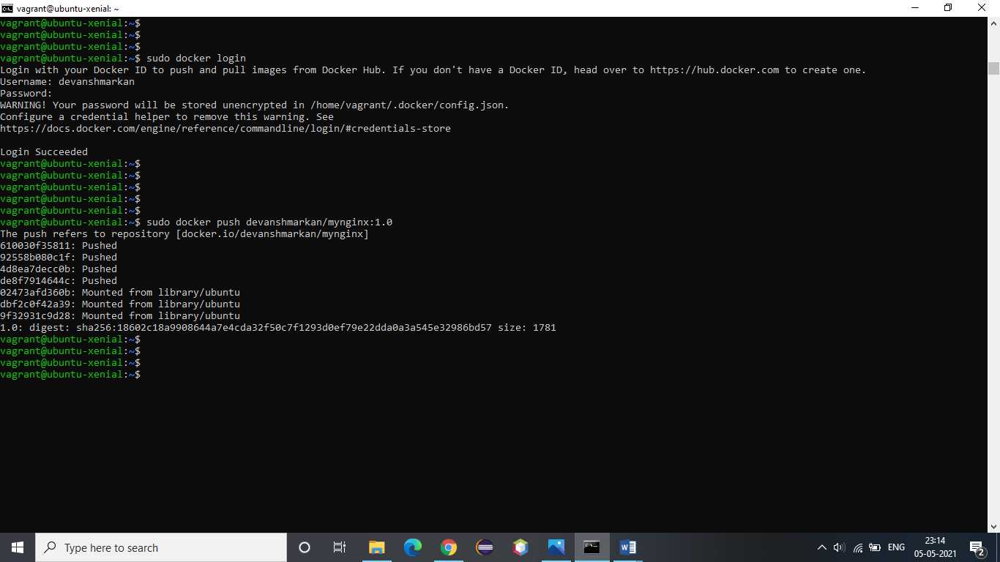 vagrant@ubuntu-xenial: ~
vagrant@ubuntu-xenial:~$
vagrant@ubuntu-xenial:~$
vagrant@ubuntu-xenial:~$
vagrant@ubuntu-xenial:~$ sudo docker login
Login with your Docker ID to push and pull images from Docker Hub. If you don't have a Docker ID, head over to https://hub.docker.com to create one.
Username: devanshmarkan
Password:
WARNING! Your password will be stored unencrypted in /home/vagrant/.docker/config.json.
Configure a credential helper to remove this warning. See
https://docs.docker.com/engine/reference/commandline/login/#credentials-store
Login Succeeded
vagrant@ubuntu-xenial:~$
vagrant@ubuntu-xenial:~$
vagrant@ubuntu-xenial:~$
vagrant@ubuntu-xenial:~$
vagrant@ubuntu-xenial:~$
vagrant@ubuntu-xenial:~$ sudo docker push devanshmarkan/mynginx:1.0
The push refers to repository [docker.io/devanshmarkan/mynginx]
610030f35811: Pushed
92558b080c1f: Pushed
4d8ea7decc0b: Pushed
de8f7914644c: Pushed
02473afd360b: Mounted from library/ubuntu
dbf2c0f42a39: Mounted from library/ubuntu
9f32931c9d28: Mounted from library/ubuntu
1.0: digest: sha256:18602c18a9908644a7e4cda32f50c7f1293d0ef79e22dda0a3a545e32986bd57 size: 1781
vagrant@ubuntu-xenial:~$
vagrant@ubuntu-xenial:~$
vagrant@ubuntu-xenial:~$
vagrant@ubuntu-xenial:~$
Type here to search
ENG
23:14
05-05-2021
2